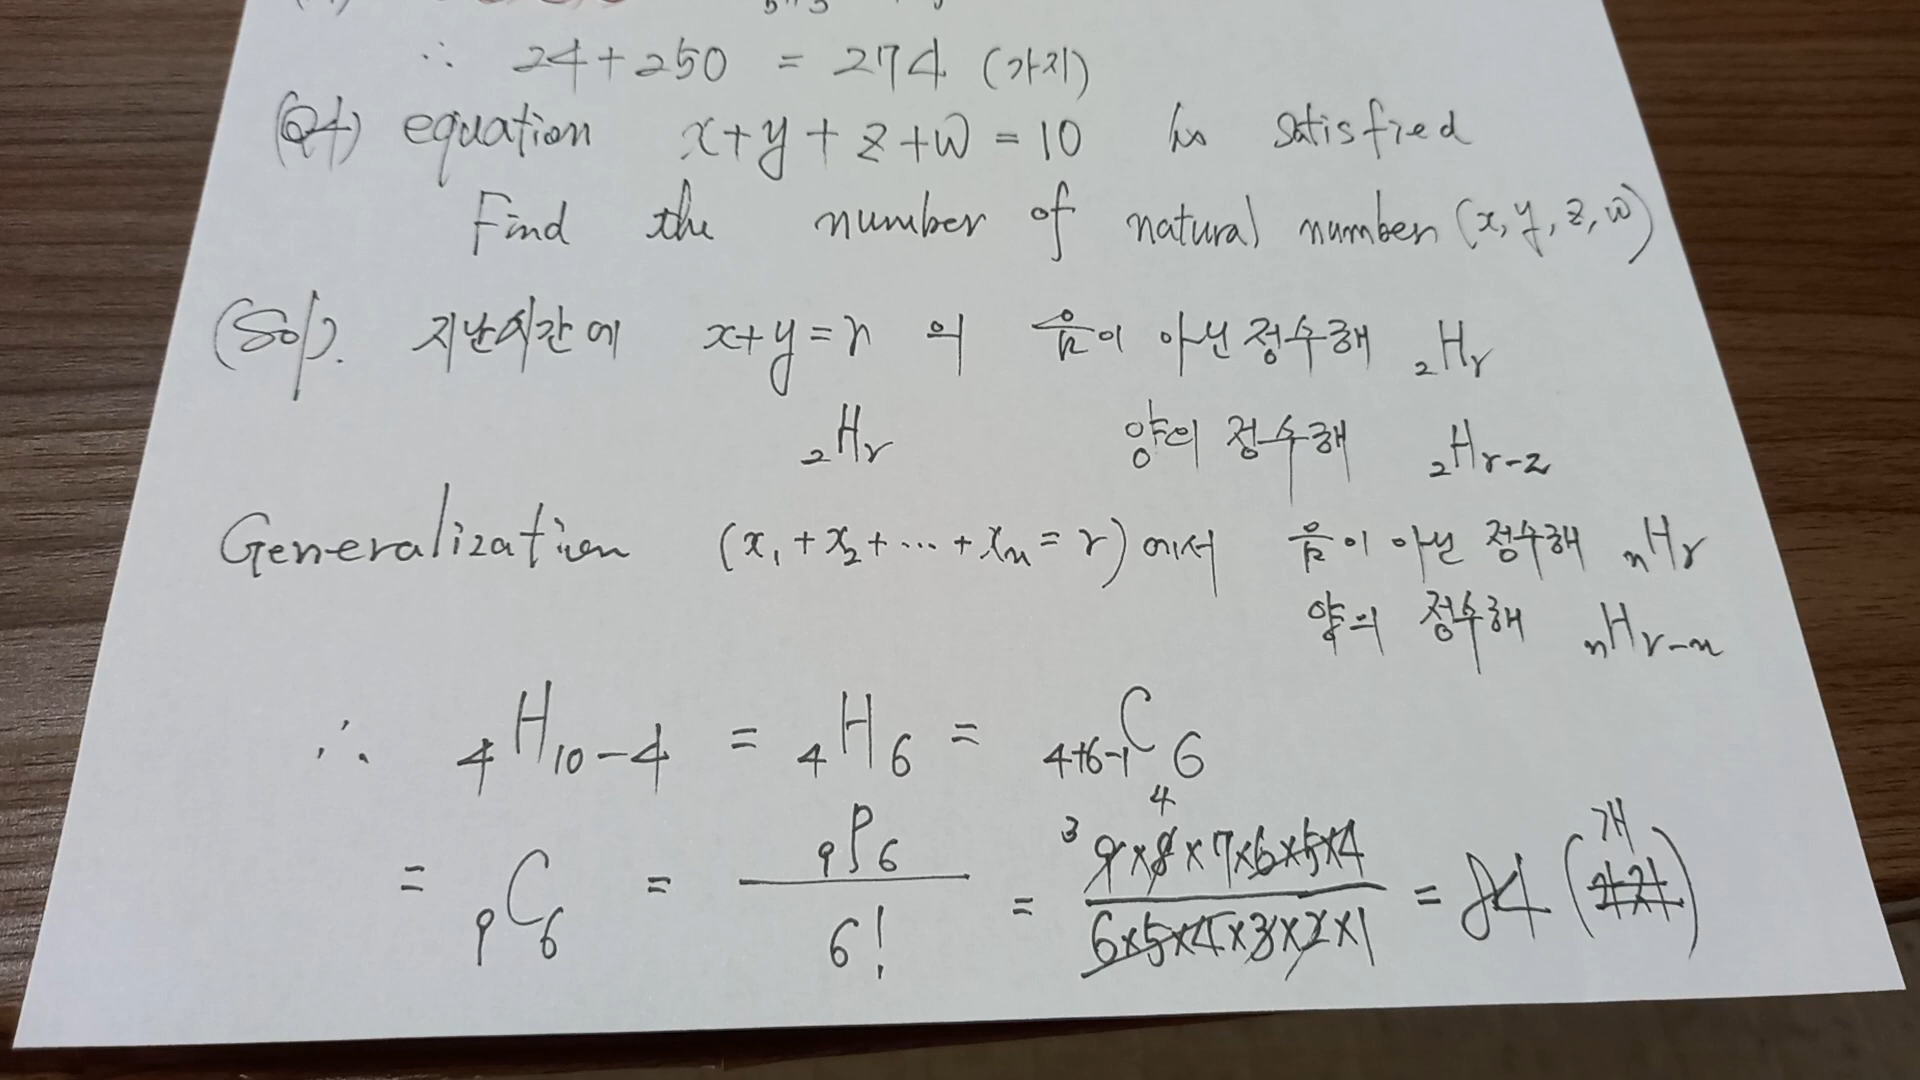 ∴ 24+250 = 274 (가지)
(Q4) equation x+y+z+w = 10 is satisfied
Find the number of natural number (x, y, z, w)
(Sol). 지난시간에 x+y=r 의 음이 아닌 정수해 ₂Hᵣ
₂Hᵣ 양의 정수해 ₂Hᵣ₋₂
Generalization (x₁+x₂+⋯+xₙ=r)에서 음이 아닌 정수해 ₙHᵣ
양의 정수해 ₙHᵣ₋ₙ
∴ ₄H₁₀₋₄ = ₄H₆ = ₄₊₆₋₁C₆
= ₉C₆ = ₉P₆ / 6! = 9×8×7×6×5×4 / 6×5×4×3×2×1 = 84 (개)
3 4